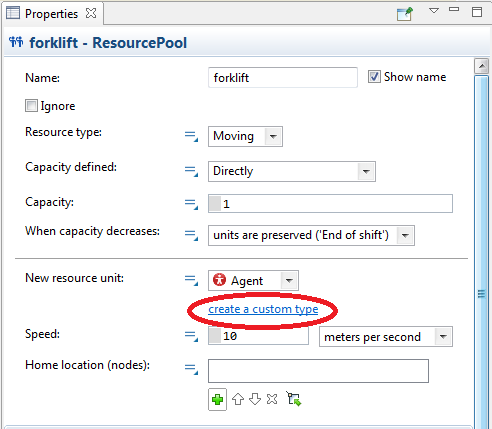 Properties
forklift - ResourcePool
Name: forklift Show name
Ignore
Resource type: Moving
Capacity defined: Directly
Capacity: 1
When capacity decreases: units are preserved ('End of shift')
New resource unit: Agent
create a custom type
Speed: 10 meters per second
Home location (nodes):